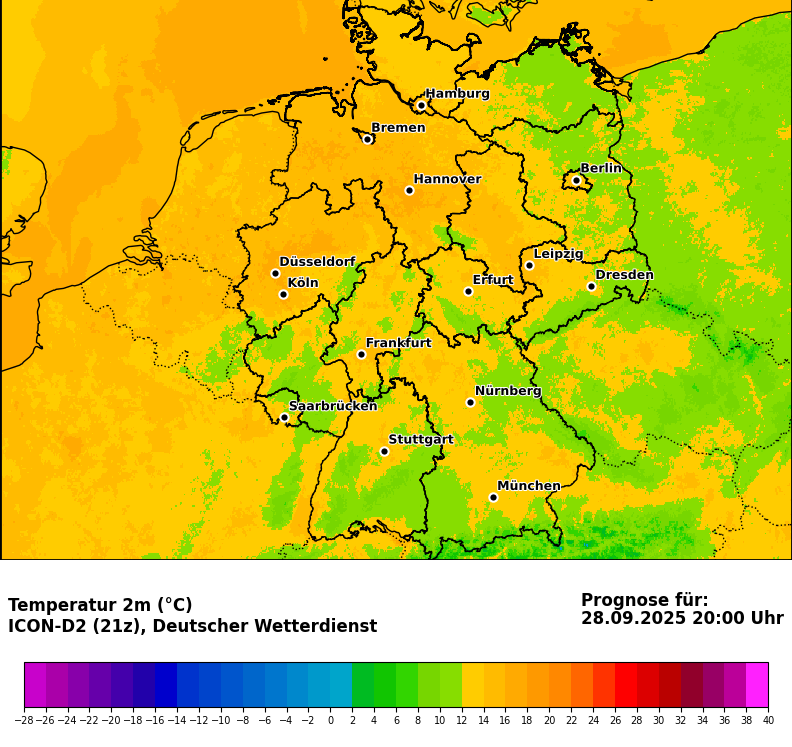 Hamburg
Bremen
Berlin
Hannover
Leipzig
Düsseldorf
Dresden
Köln
Erfurt
Frankfurt
Nürnberg
Saarbrücken
Stuttgart
München
Temperatur 2m (°C)
ICON-D2 (21z), Deutscher Wetterdienst
Prognose für:
28.09.2025 20:00 Uhr
−28 −26 −24 −22 −20 −18 −16 −14 −12 −10 −8 −6 −4 −2 0 2 4 6 8 10 12 14 16 18 20 22 24 26 28 30 32 34 36 38 40